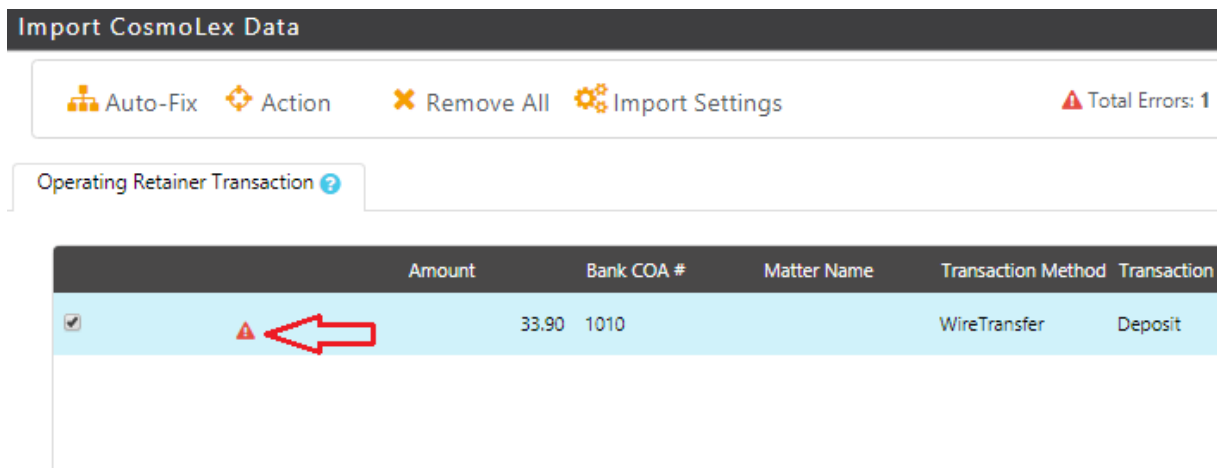 Import CosmoLex Data
Auto-Fix Action Remove All Import Settings Total Errors: 1
Operating Retainer Transaction
Amount Bank COA # Matter Name Transaction Method Transaction
33.90 1010 WireTransfer Deposit